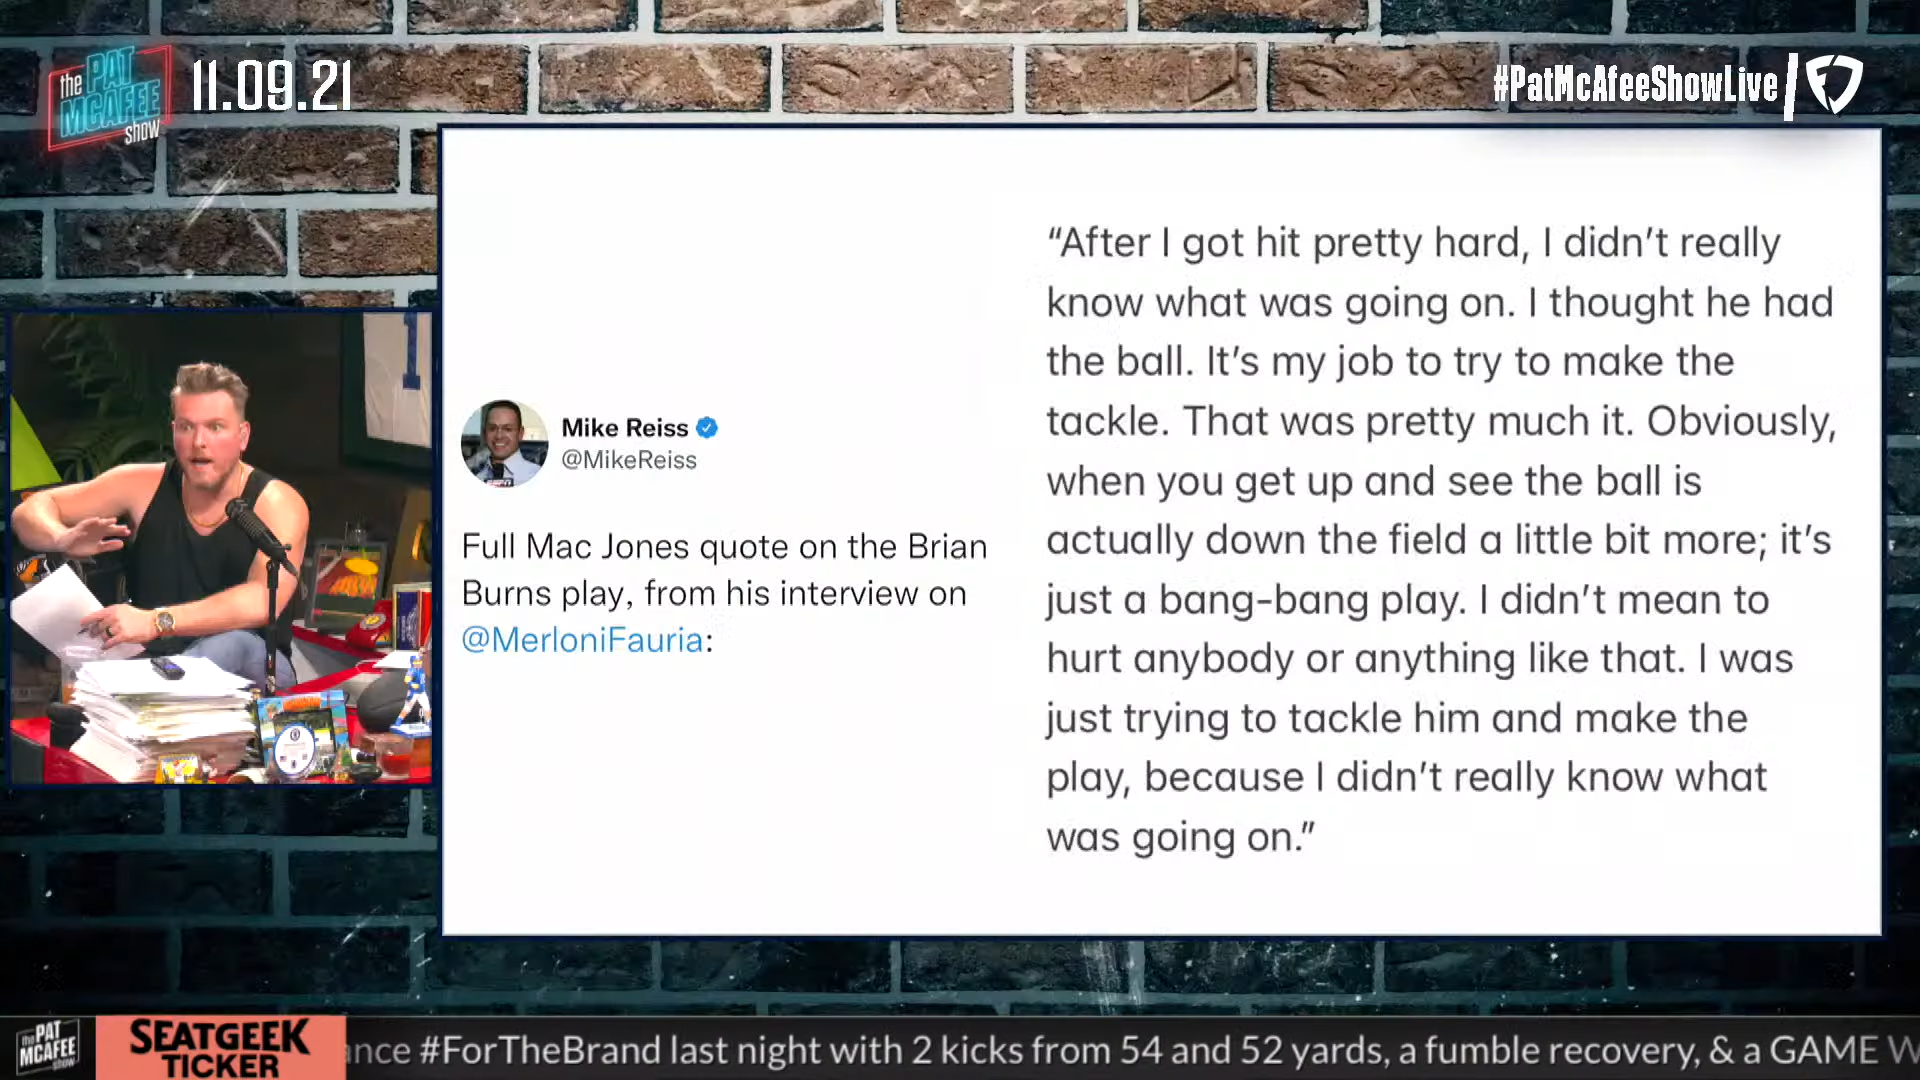 the PAT MCAFEE show
11.09.21
#PatMcAfeeShowLive
Mike Reiss
@MikeReiss
Full Mac Jones quote on the Brian
Burns play, from his interview on
@MerloniFauria:
“After I got hit pretty hard, I didn’t really
know what was going on. I thought he had
the ball. It’s my job to try to make the
tackle. That was pretty much it. Obviously,
when you get up and see the ball is
actually down the field a little bit more; it’s
just a bang-bang play. I didn’t mean to
hurt anybody or anything like that. I was
just trying to tackle him and make the
play, because I didn’t really know what
was going on.”
the PAT MCAFEE show
SEATGEEK
TICKER
ance #ForTheBrand last night with 2 kicks from 54 and 52 yards, a fumble recovery, & a GAME W